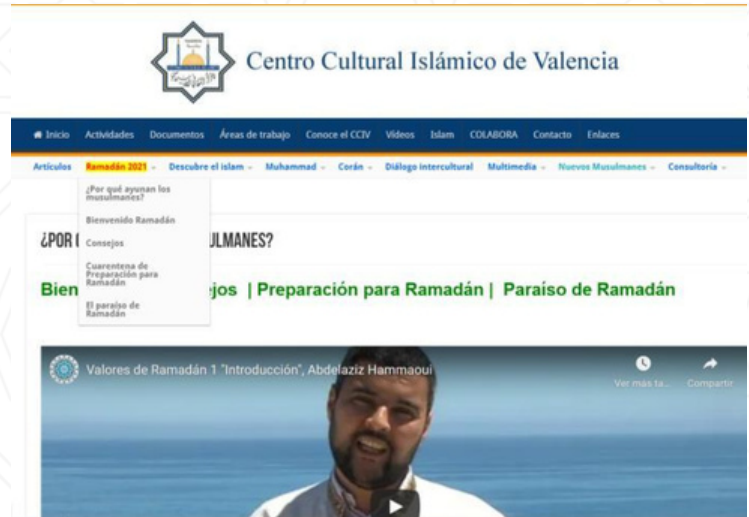 Centro Cultural Islámico de Valencia
Inicio Actividades Documentos Áreas de trabajo Conoce el CCIV Vídeos Islam COLABORA Contacto Enlaces
Artículos Ramadán 2021 Descubre el islam Muhammad Corán Diálogo intercultural Multimedia Nuevos Musulmanes Consultoría
¿Por qué ayunan los
musulmanes?
Bienvenido Ramadán
¿POR ULMANES?
Consejos
Cuarentena de
Preparación para
Ramadán
Bien jos | Preparación para Ramadán | Paraíso de Ramadán
El paraíso de
Ramadán
Valores de Ramadán 1 "Introducción", Abdelaziz Hammaoui
Ver más ta... Compartir